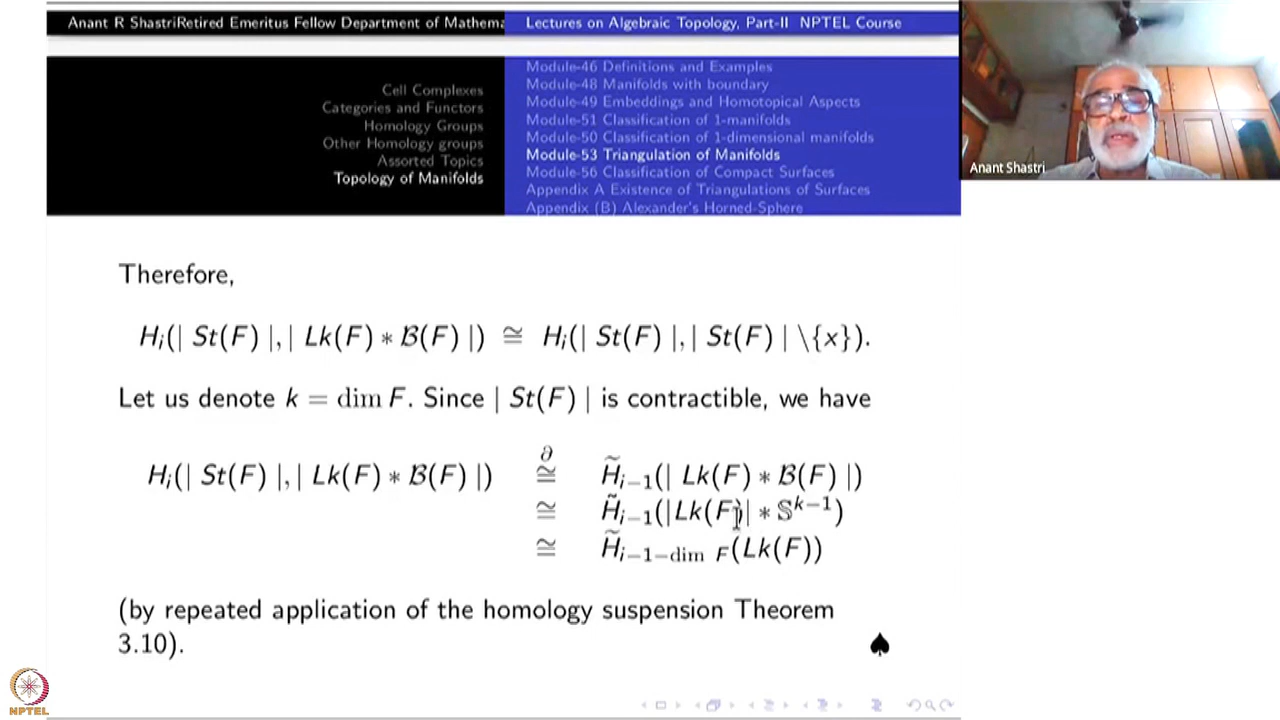 Anant R ShastriRetired Emeritus Fellow Department of Mathema
Lectures on Algebraic Topology, Part-II NPTEL Course
Cell Complexes
Categories and Functors
Homology Groups
Other Homology groups
Assorted Topics
Topology of Manifolds
Module-46 Definitions and Examples
Module-48 Manifolds with boundary
Module-49 Embeddings and Homotopical Aspects
Module-51 Classification of 1-manifolds
Module-50 Classification of 1-dimensional manifolds
Module-53 Triangulation of Manifolds
Module-56 Classification of Compact Surfaces
Appendix A Existence of Triangulations of Surfaces
Appendix (B) Alexander's Horned-Sphere
Anant Shastri
Therefore,
H_i(| St(F) |, | Lk(F) ∗ ℬ(F) |) ≅ H_i(| St(F) |, | St(F) | \{x}).
Let us denote k = dim F. Since | St(F) | is contractible, we have
H_i(| St(F) |, | Lk(F) ∗ ℬ(F) |) ≅^∂ H̃_{i−1}(| Lk(F) ∗ ℬ(F) |)
≅ H̃_{i−1}(|Lk(F)| ∗ 𝕊^{k−1})
≅ H̃_{i−1−dim F}(Lk(F))
(by repeated application of the homology suspension Theorem
3.10). ♠
NPTEL